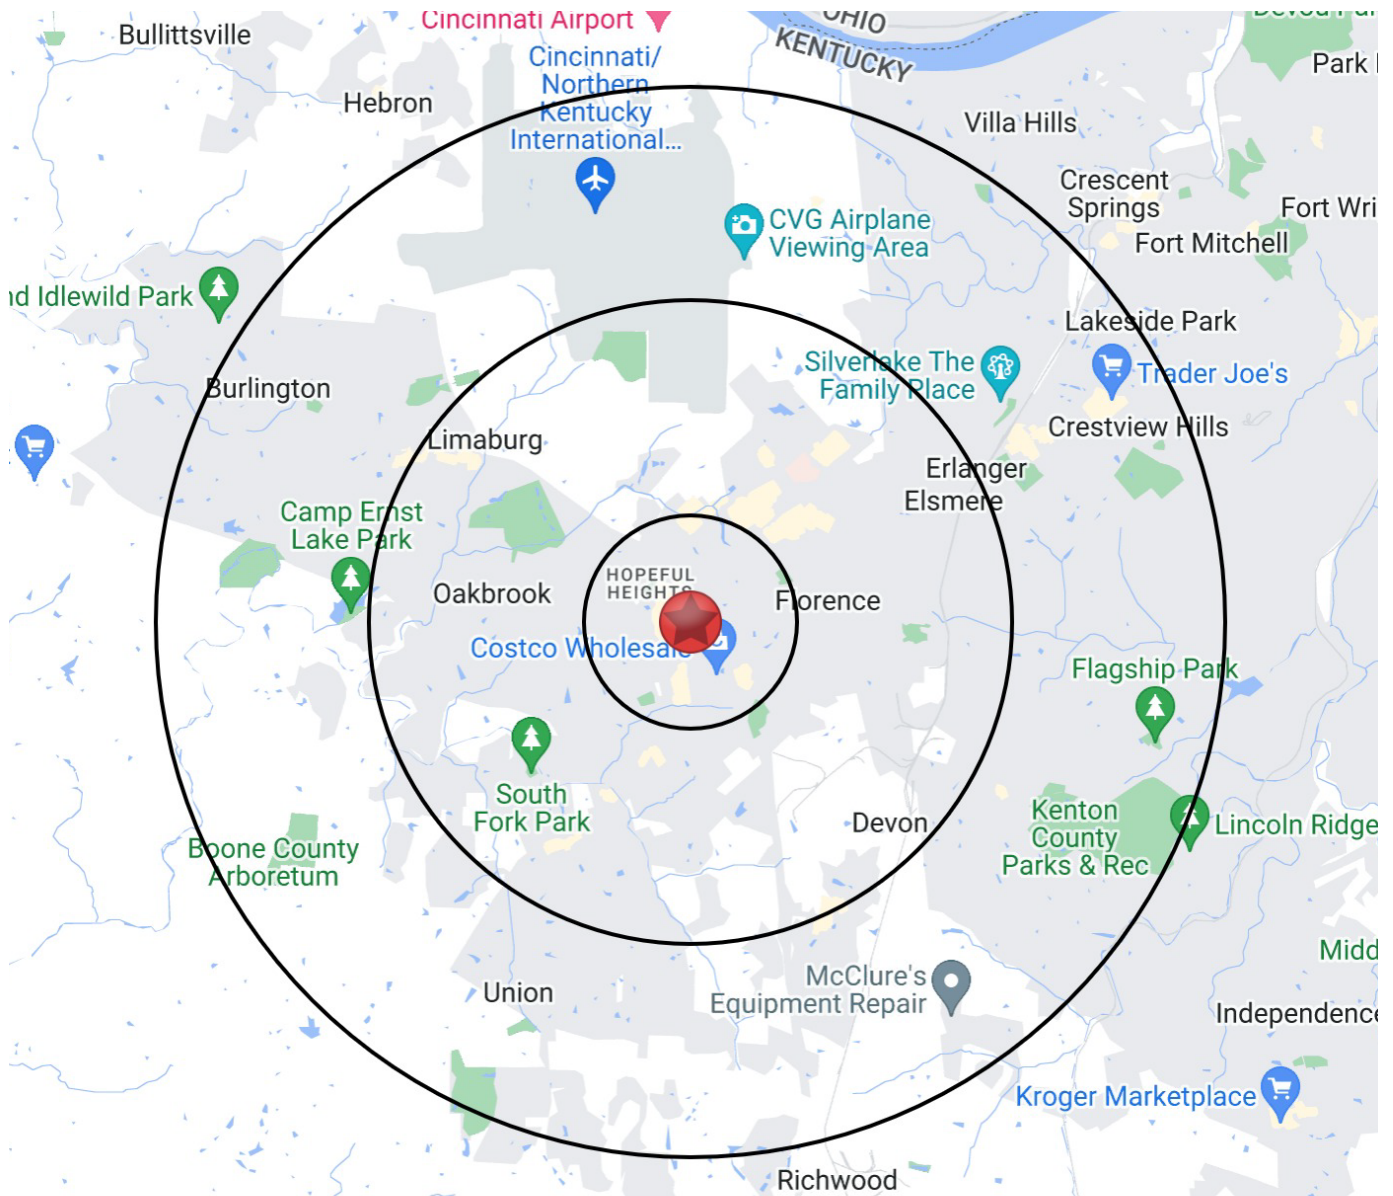 Cincinnati Airport
OHIO
KENTUCKY
Bullittsville
Cincinnati/
Northern
Kentucky
International...
Park
Hebron
Villa Hills
Crescent
Springs
Fort Wri
Fort Mitchell
CVG Airplane
Viewing Area
nd Idlewild Park
Lakeside Park
Silverlake The
Family Place
Trader Joe's
Burlington
Limaburg
Crestview Hills
Erlanger
Elsmere
Camp Ernst
Lake Park
HOPEFUL
HEIGHTS
Oakbrook
Florence
Costco Wholesale
Flagship Park
South
Fork Park
Devon
Kenton
County
Parks & Rec
Lincoln Ridge
Boone County
Arboretum
Midd
McClure's
Equipment Repair
Union
Independence
Kroger Marketplace
Richwood